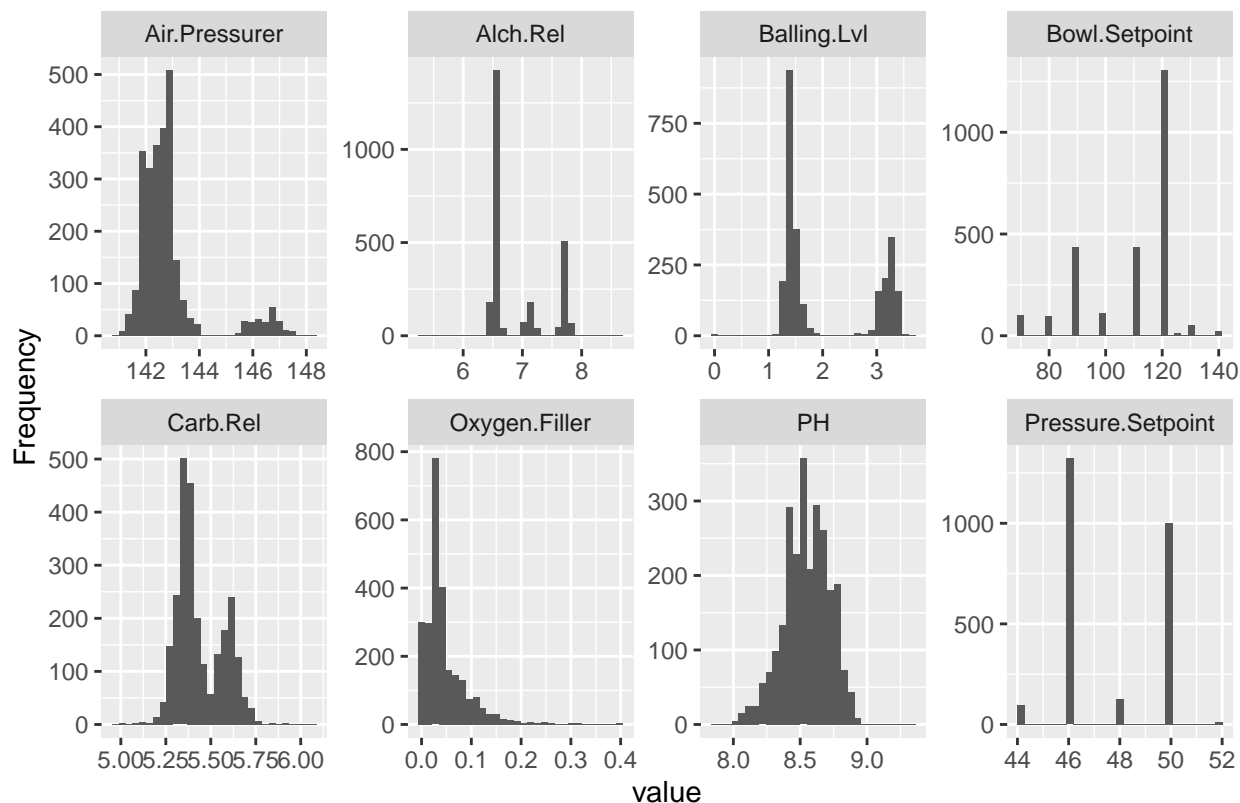 Air.Pressurer Alch.Rel Balling.Lvl Bowl.Setpoint
500
400
300
200
100
0
1000
500
0
750
500
250
0
1000
500
0
142 144 146 148
6 7 8
0 1 2 3
80 100 120 140
Carb.Rel Oxygen.Filler PH Pressure.Setpoint
500
400
300
200
100
0
800
600
400
200
0
300
200
100
0
1000
500
0
5.00 5.25 5.50 5.75 6.00
0.0 0.1 0.2 0.3 0.4
8.0 8.5 9.0
44 46 48 50 52
Frequency
value